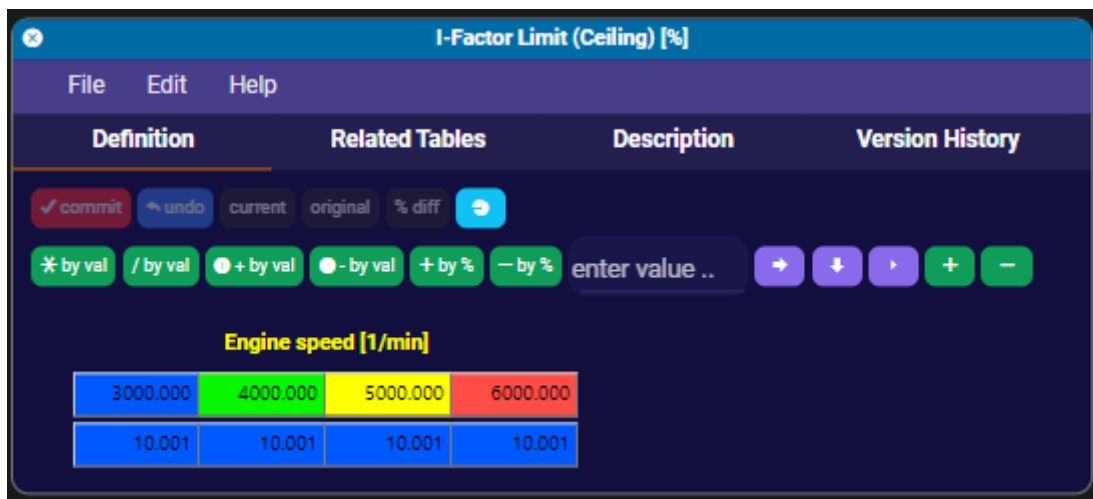 I-Factor Limit (Ceiling) [%]
File Edit Help
Definition Related Tables Description Version History
commit undo current original % diff
* by val / by val + by val - by val + by % - by % enter value .. + -
Engine speed [1/min]
3000.000 4000.000 5000.000 6000.000
10.001 10.001 10.001 10.001